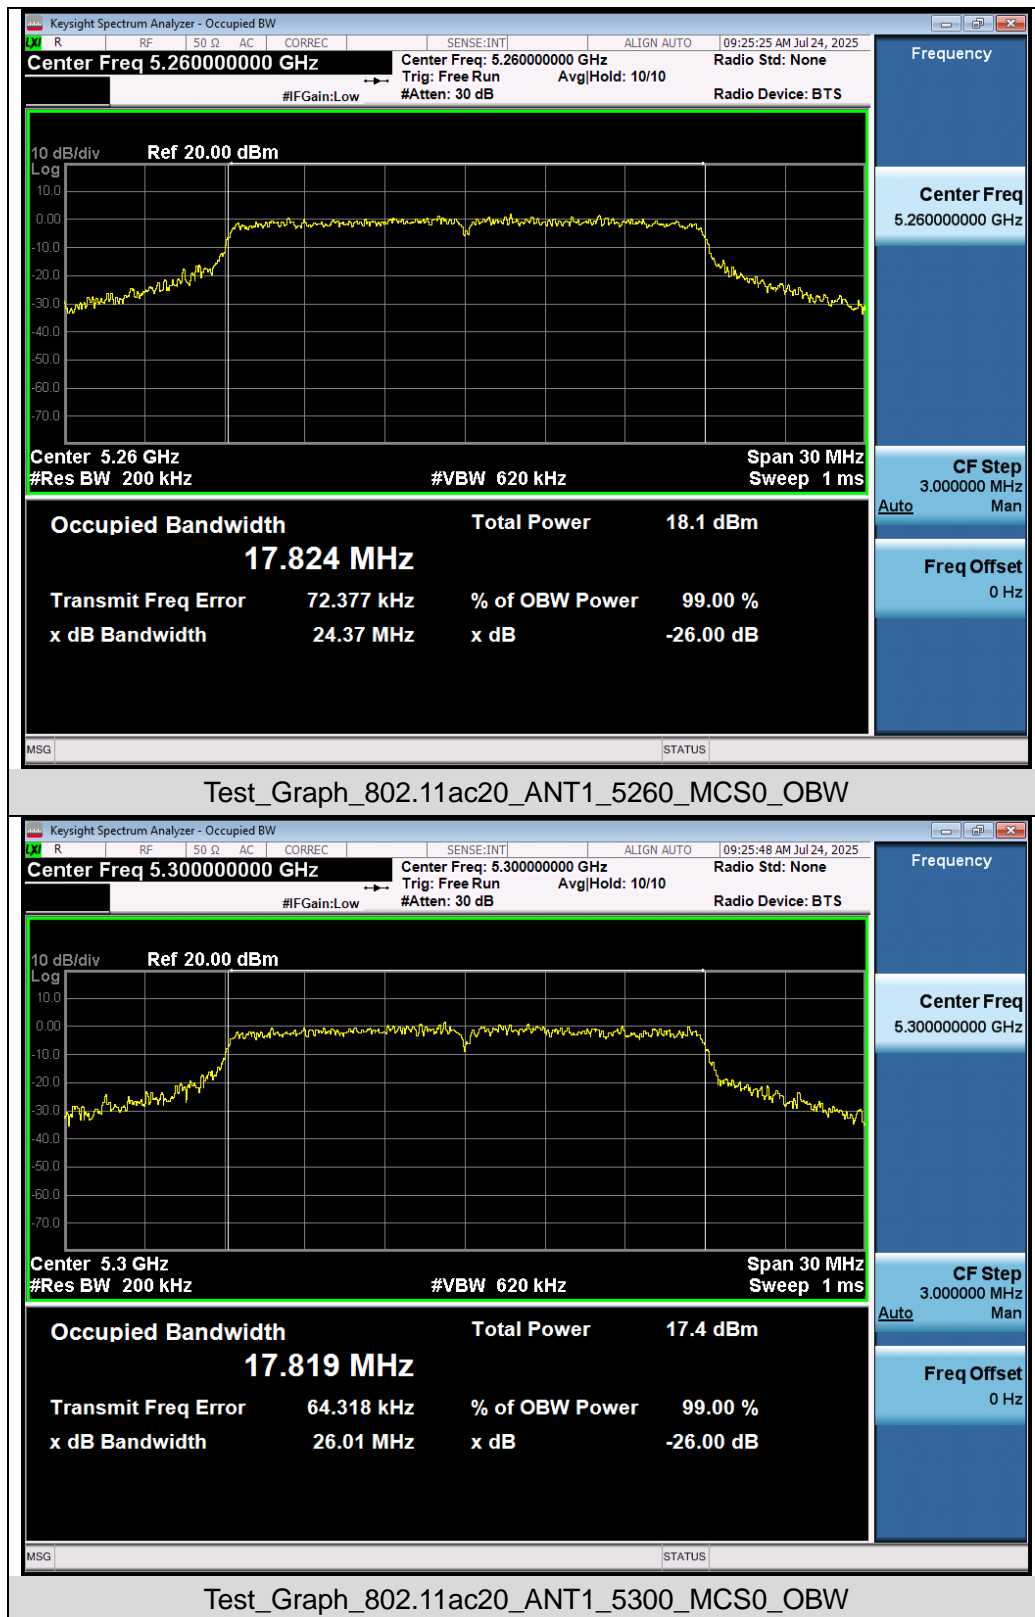 Keysight Spectrum Analyzer - Occupied BW
LXI R RF 50 Ω AC CORREC SENSE:INT ALIGN AUTO 09:25:25 AM Jul 24, 2025
Center Freq 5.260000000 GHz
Center Freq: 5.260000000 GHz
Radio Std: None
Trig: Free Run Avg|Hold: 10/10
#IFGain:Low
#Atten: 30 dB
Radio Device: BTS
10 dB/div Ref 20.00 dBm
Log
10.0
0.00
-10.0
-20.0
-30.0
-40.0
-50.0
-60.0
-70.0
Center 5.26 GHz Span 30 MHz
#Res BW 200 kHz #VBW 620 kHz Sweep 1 ms
Occupied Bandwidth Total Power 18.1 dBm
17.824 MHz
Transmit Freq Error 72.377 kHz % of OBW Power 99.00 %
x dB Bandwidth 24.37 MHz x dB -26.00 dB
MSG STATUS
Frequency
Center Freq
5.260000000 GHz
CF Step
3.000000 MHz
Auto Man
Freq Offset
0 Hz
Test_Graph_802.11ac20_ANT1_5260_MCS0_OBW
Keysight Spectrum Analyzer - Occupied BW
LXI R RF 50 Ω AC CORREC SENSE:INT ALIGN AUTO 09:25:48 AM Jul 24, 2025
Center Freq 5.300000000 GHz
Center Freq: 5.300000000 GHz
Radio Std: None
Trig: Free Run Avg|Hold: 10/10
#IFGain:Low
#Atten: 30 dB
Radio Device: BTS
10 dB/div Ref 20.00 dBm
Log
10.0
0.00
-10.0
-20.0
-30.0
-40.0
-50.0
-60.0
-70.0
Center 5.3 GHz Span 30 MHz
#Res BW 200 kHz #VBW 620 kHz Sweep 1 ms
Occupied Bandwidth Total Power 17.4 dBm
17.819 MHz
Transmit Freq Error 64.318 kHz % of OBW Power 99.00 %
x dB Bandwidth 26.01 MHz x dB -26.00 dB
MSG STATUS
Frequency
Center Freq
5.300000000 GHz
CF Step
3.000000 MHz
Auto Man
Freq Offset
0 Hz
Test_Graph_802.11ac20_ANT1_5300_MCS0_OBW